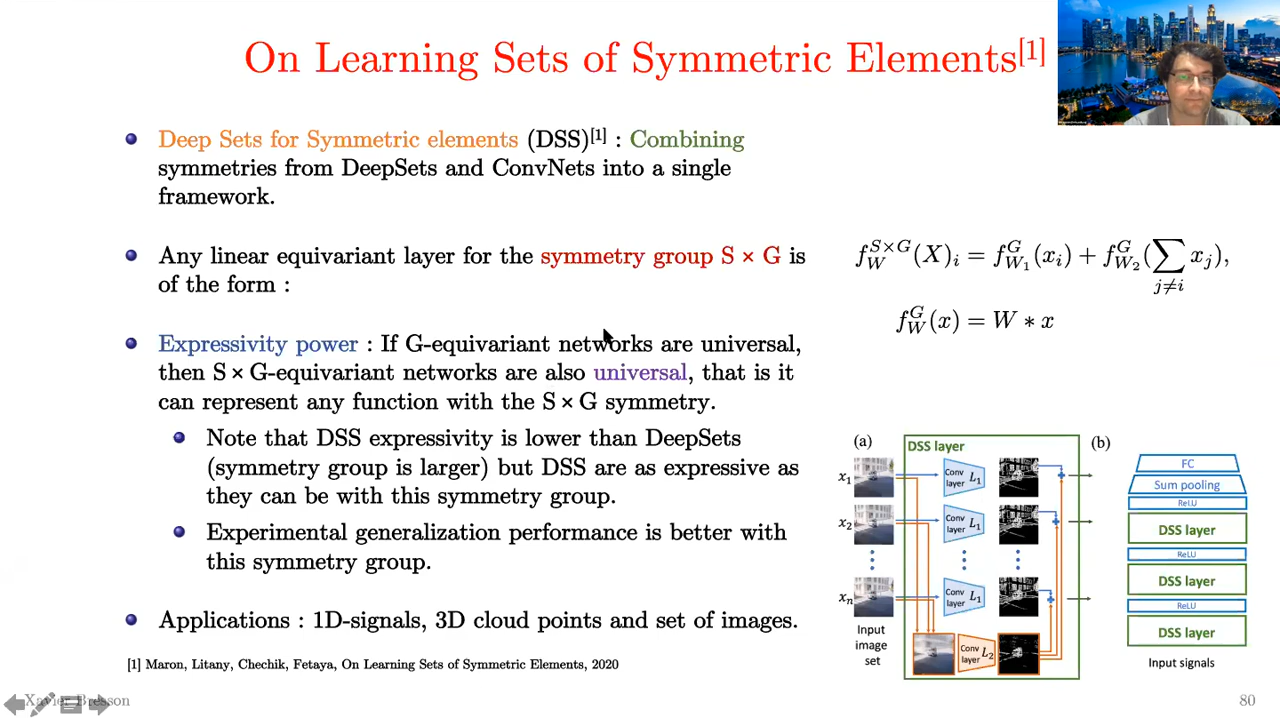 On Learning Sets of Symmetric Elements[1]
Deep Sets for Symmetric elements (DSS)[1] : Combining
symmetries from DeepSets and ConvNets into a single
framework.
Any linear equivariant layer for the symmetry group S × G is
of the form :
f_W^{S×G}(X)_i = f_{W_1}^G(x_i) + f_{W_2}^G(∑_{j≠i} x_j),
f_W^G(x) = W * x
Expressivity power : If G-equivariant networks are universal,
then S × G-equivariant networks are also universal, that is it
can represent any function with the S × G symmetry.
Note that DSS expressivity is lower than DeepSets
(symmetry group is larger) but DSS are as expressive as
they can be with this symmetry group.
Experimental generalization performance is better with
this symmetry group.
Applications : 1D-signals, 3D cloud points and set of images.
[1] Maron, Litany, Chechik, Fetaya, On Learning Sets of Symmetric Elements, 2020
(a)
DSS layer
x1
Conv
layer L1
x2
Conv
layer L1
xn
Conv
layer L1
Input
image
set
Conv
layer L2
(b)
FC
Sum pooling
ReLU
DSS layer
ReLU
DSS layer
ReLU
DSS layer
Input signals
Xavier Bresson
80